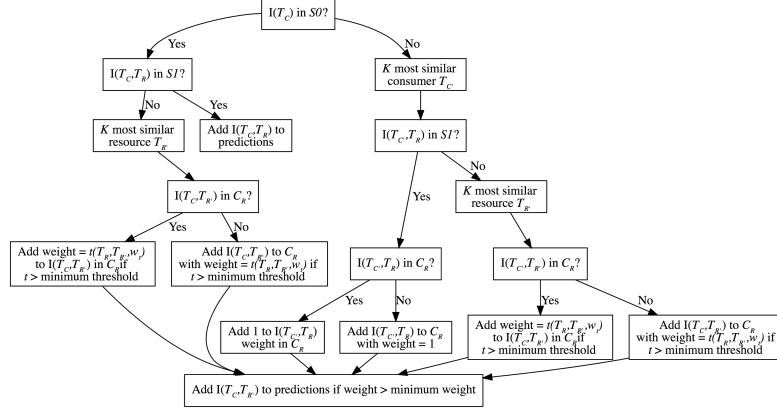 I(T_C) in S0?
Yes
No
I(T_C,T_R) in S1?
K most similar
consumer T_C'
No
Yes
K most similar
resource T_R'
Add I(T_C,T_R) to
predictions
I(T_C',T_R) in S1?
No
Yes
K most similar
resource T_R'
I(T_C,T_R') in C_R?
Yes
No
Add weight = t(T_R,T_R',w_t)
to I(T_C,T_R') in C_R if
t > minimum threshold
Add I(T_C,T_R') to C_R
with weight = t(T_R,T_R',w_t) if
t > minimum threshold
I(T_C',T_R) in C_R?
I(T_C',T_R') in C_R?
Yes
No
Yes
No
Add 1 to I(T_C',T_R)
weight in C_R
Add I(T_C',T_R) to C_R
with weight = 1
Add weight = t(T_R,T_R',w_t)
to I(T_C',T_R') in C_R if
t > minimum threshold
Add I(T_C',T_R') to C_R
with weight = t(T_R,T_R',w_t) if
t > minimum threshold
Add I(T_C,T_R') to predictions if weight > minimum weight